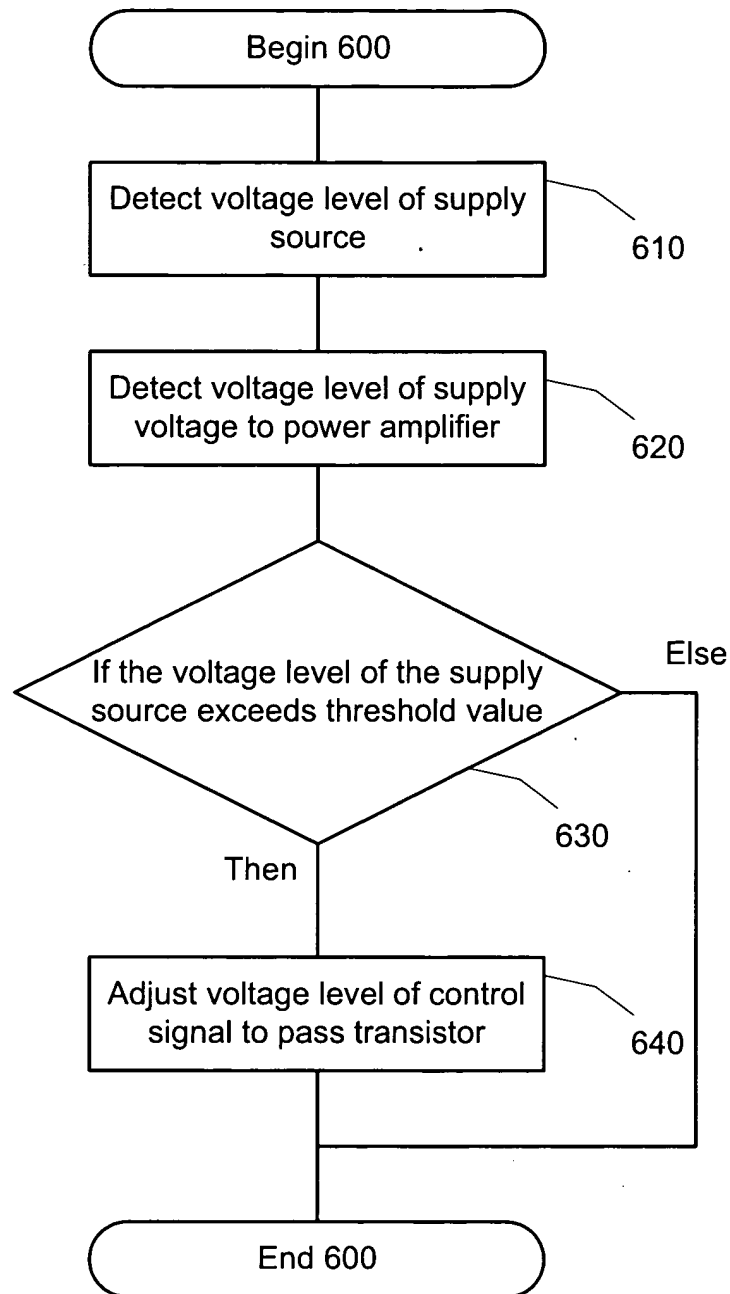 Begin 600
Detect voltage level of supply
source
610
Detect voltage level of supply
voltage to power amplifier
620
If the voltage level of the supply
source exceeds threshold value
Else
630
Then
Adjust voltage level of control
signal to pass transistor
640
End 600